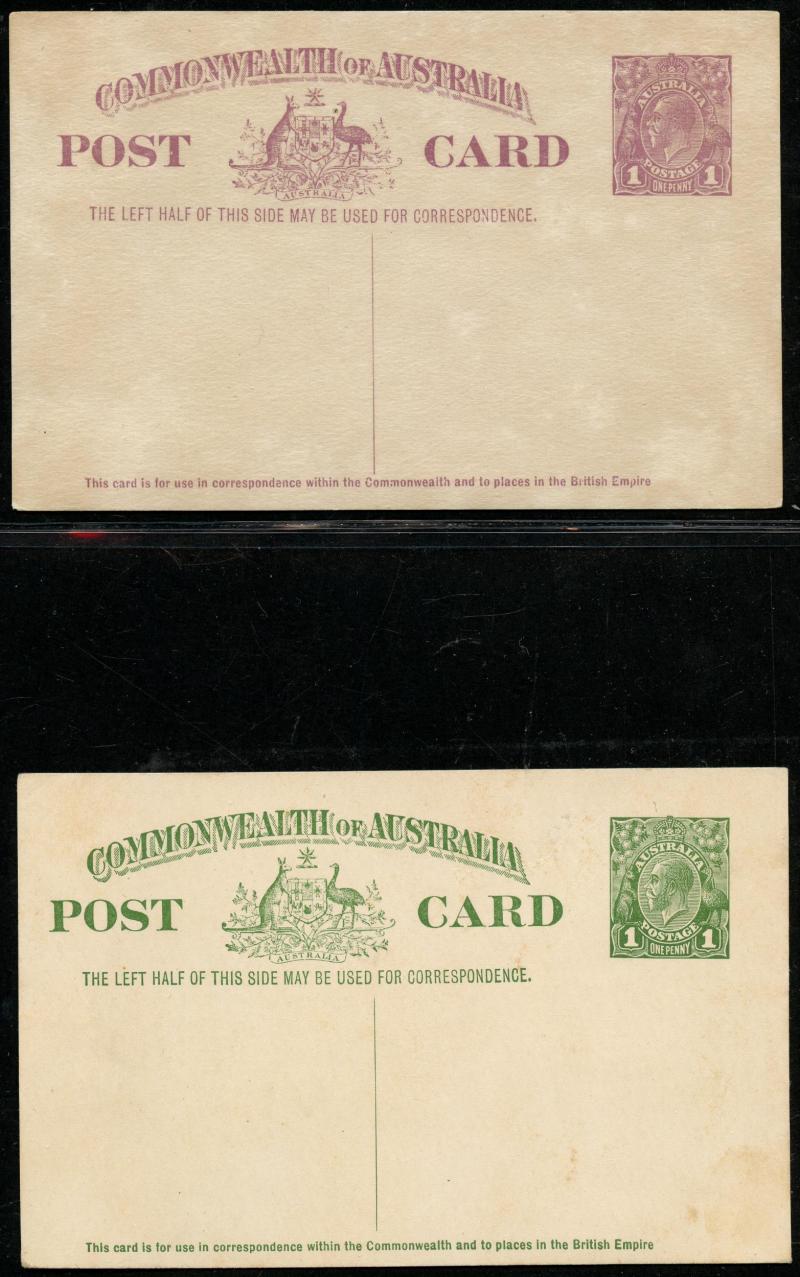 COMMONWEALTH OF AUSTRALIA
POST CARD
AUSTRALIA
THE LEFT HALF OF THIS SIDE MAY BE USED FOR CORRESPONDENCE.
AUSTRALIA
POSTAGE
1 ONE PENNY 1
This card is for use in correspondence within the Commonwealth and to places in the British Empire
COMMONWEALTH OF AUSTRALIA
POST CARD
AUSTRALIA
THE LEFT HALF OF THIS SIDE MAY BE USED FOR CORRESPONDENCE.
AUSTRALIA
POSTAGE
1 ONE PENNY 1
This card is for use in correspondence within the Commonwealth and to places in the British Empire